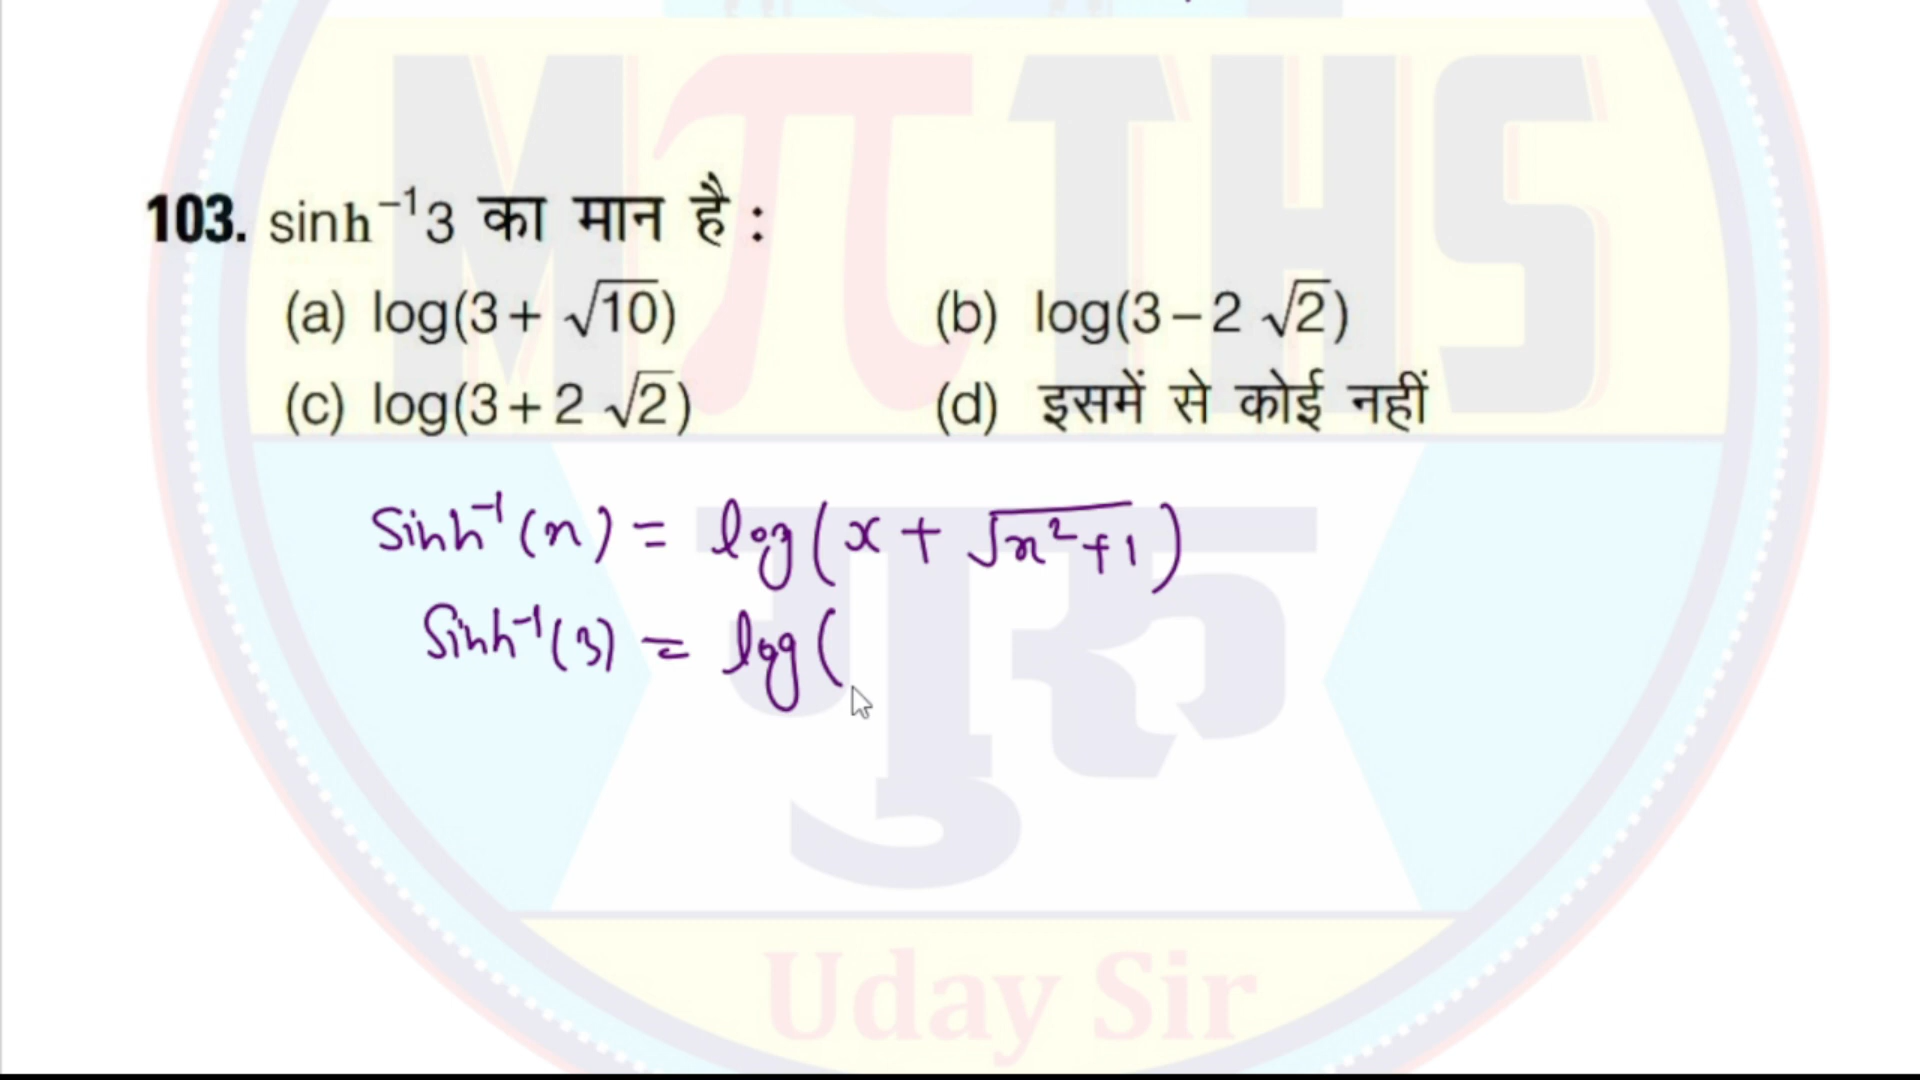 MπTHS
103. sinh⁻¹3 का मान है :
(a) log(3+ √10) (b) log(3–2 √2)
(c) log(3+2 √2) (d) इसमें से कोई नहीं
Sinh⁻¹(x) = log(x + √x²+1)
Sinh⁻¹(3) = log(
गुरु
Uday Sir